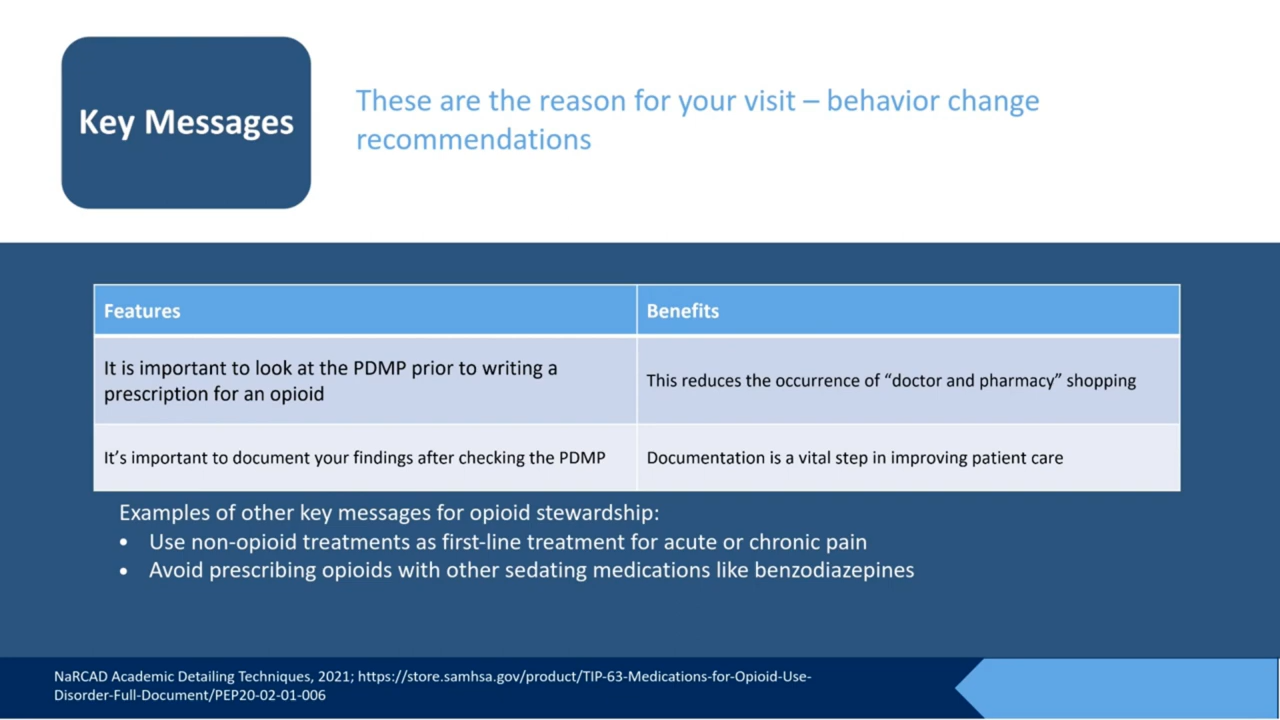 Key Messages
These are the reason for your visit – behavior change
recommendations
Features
Benefits
It is important to look at the PDMP prior to writing a
prescription for an opioid
This reduces the occurrence of “doctor and pharmacy” shopping
It’s important to document your findings after checking the PDMP
Documentation is a vital step in improving patient care
Examples of other key messages for opioid stewardship:
• Use non-opioid treatments as first-line treatment for acute or chronic pain
• Avoid prescribing opioids with other sedating medications like benzodiazepines
NaRCAD Academic Detailing Techniques, 2021; https://store.samhsa.gov/product/TIP-63-Medications-for-Opioid-Use-
Disorder-Full-Document/PEP20-02-01-006